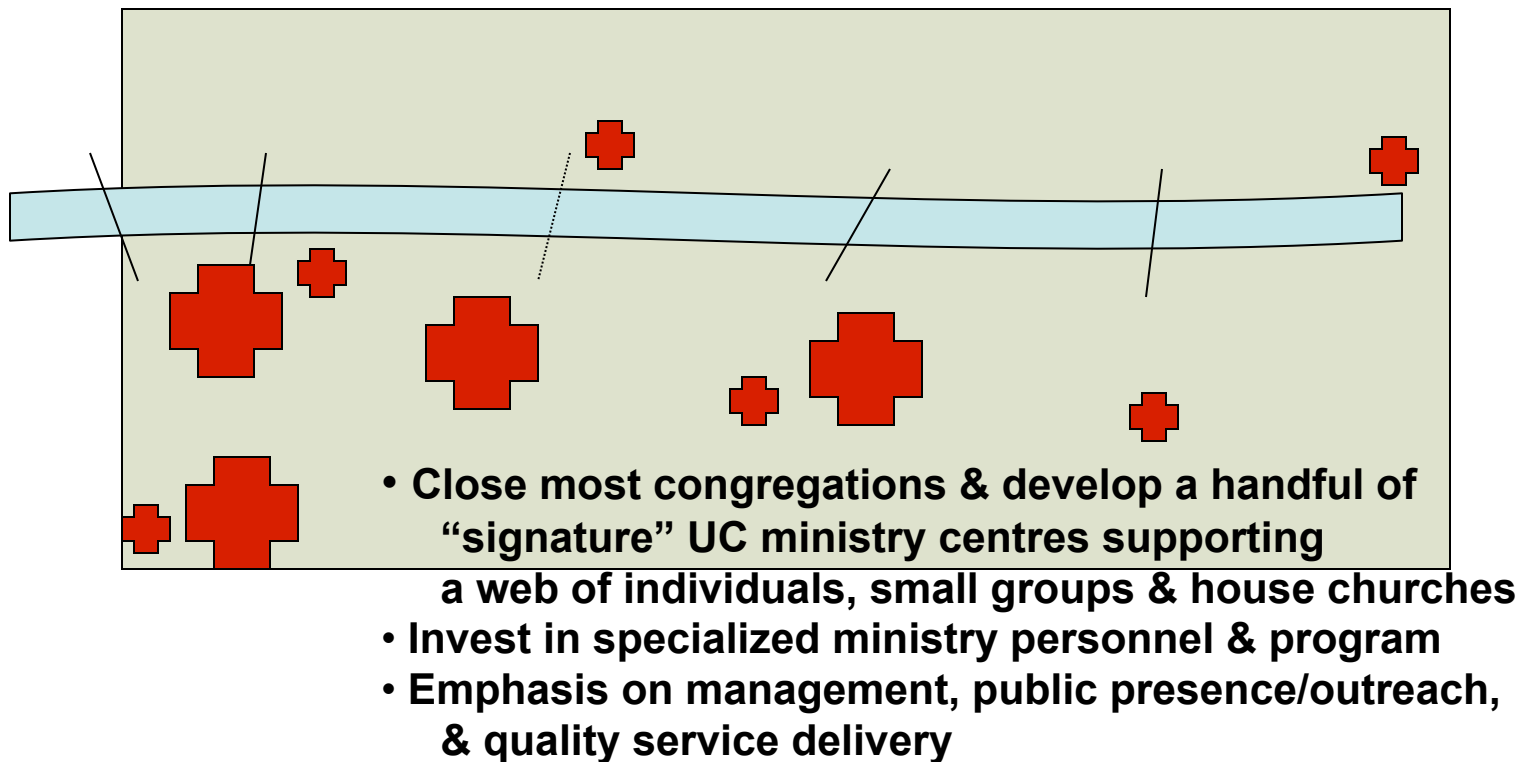 • Close most congregations & develop a handful of
“signature” UC ministry centres supporting
a web of individuals, small groups & house churches
• Invest in specialized ministry personnel & program
• Emphasis on management, public presence/outreach,
& quality service delivery